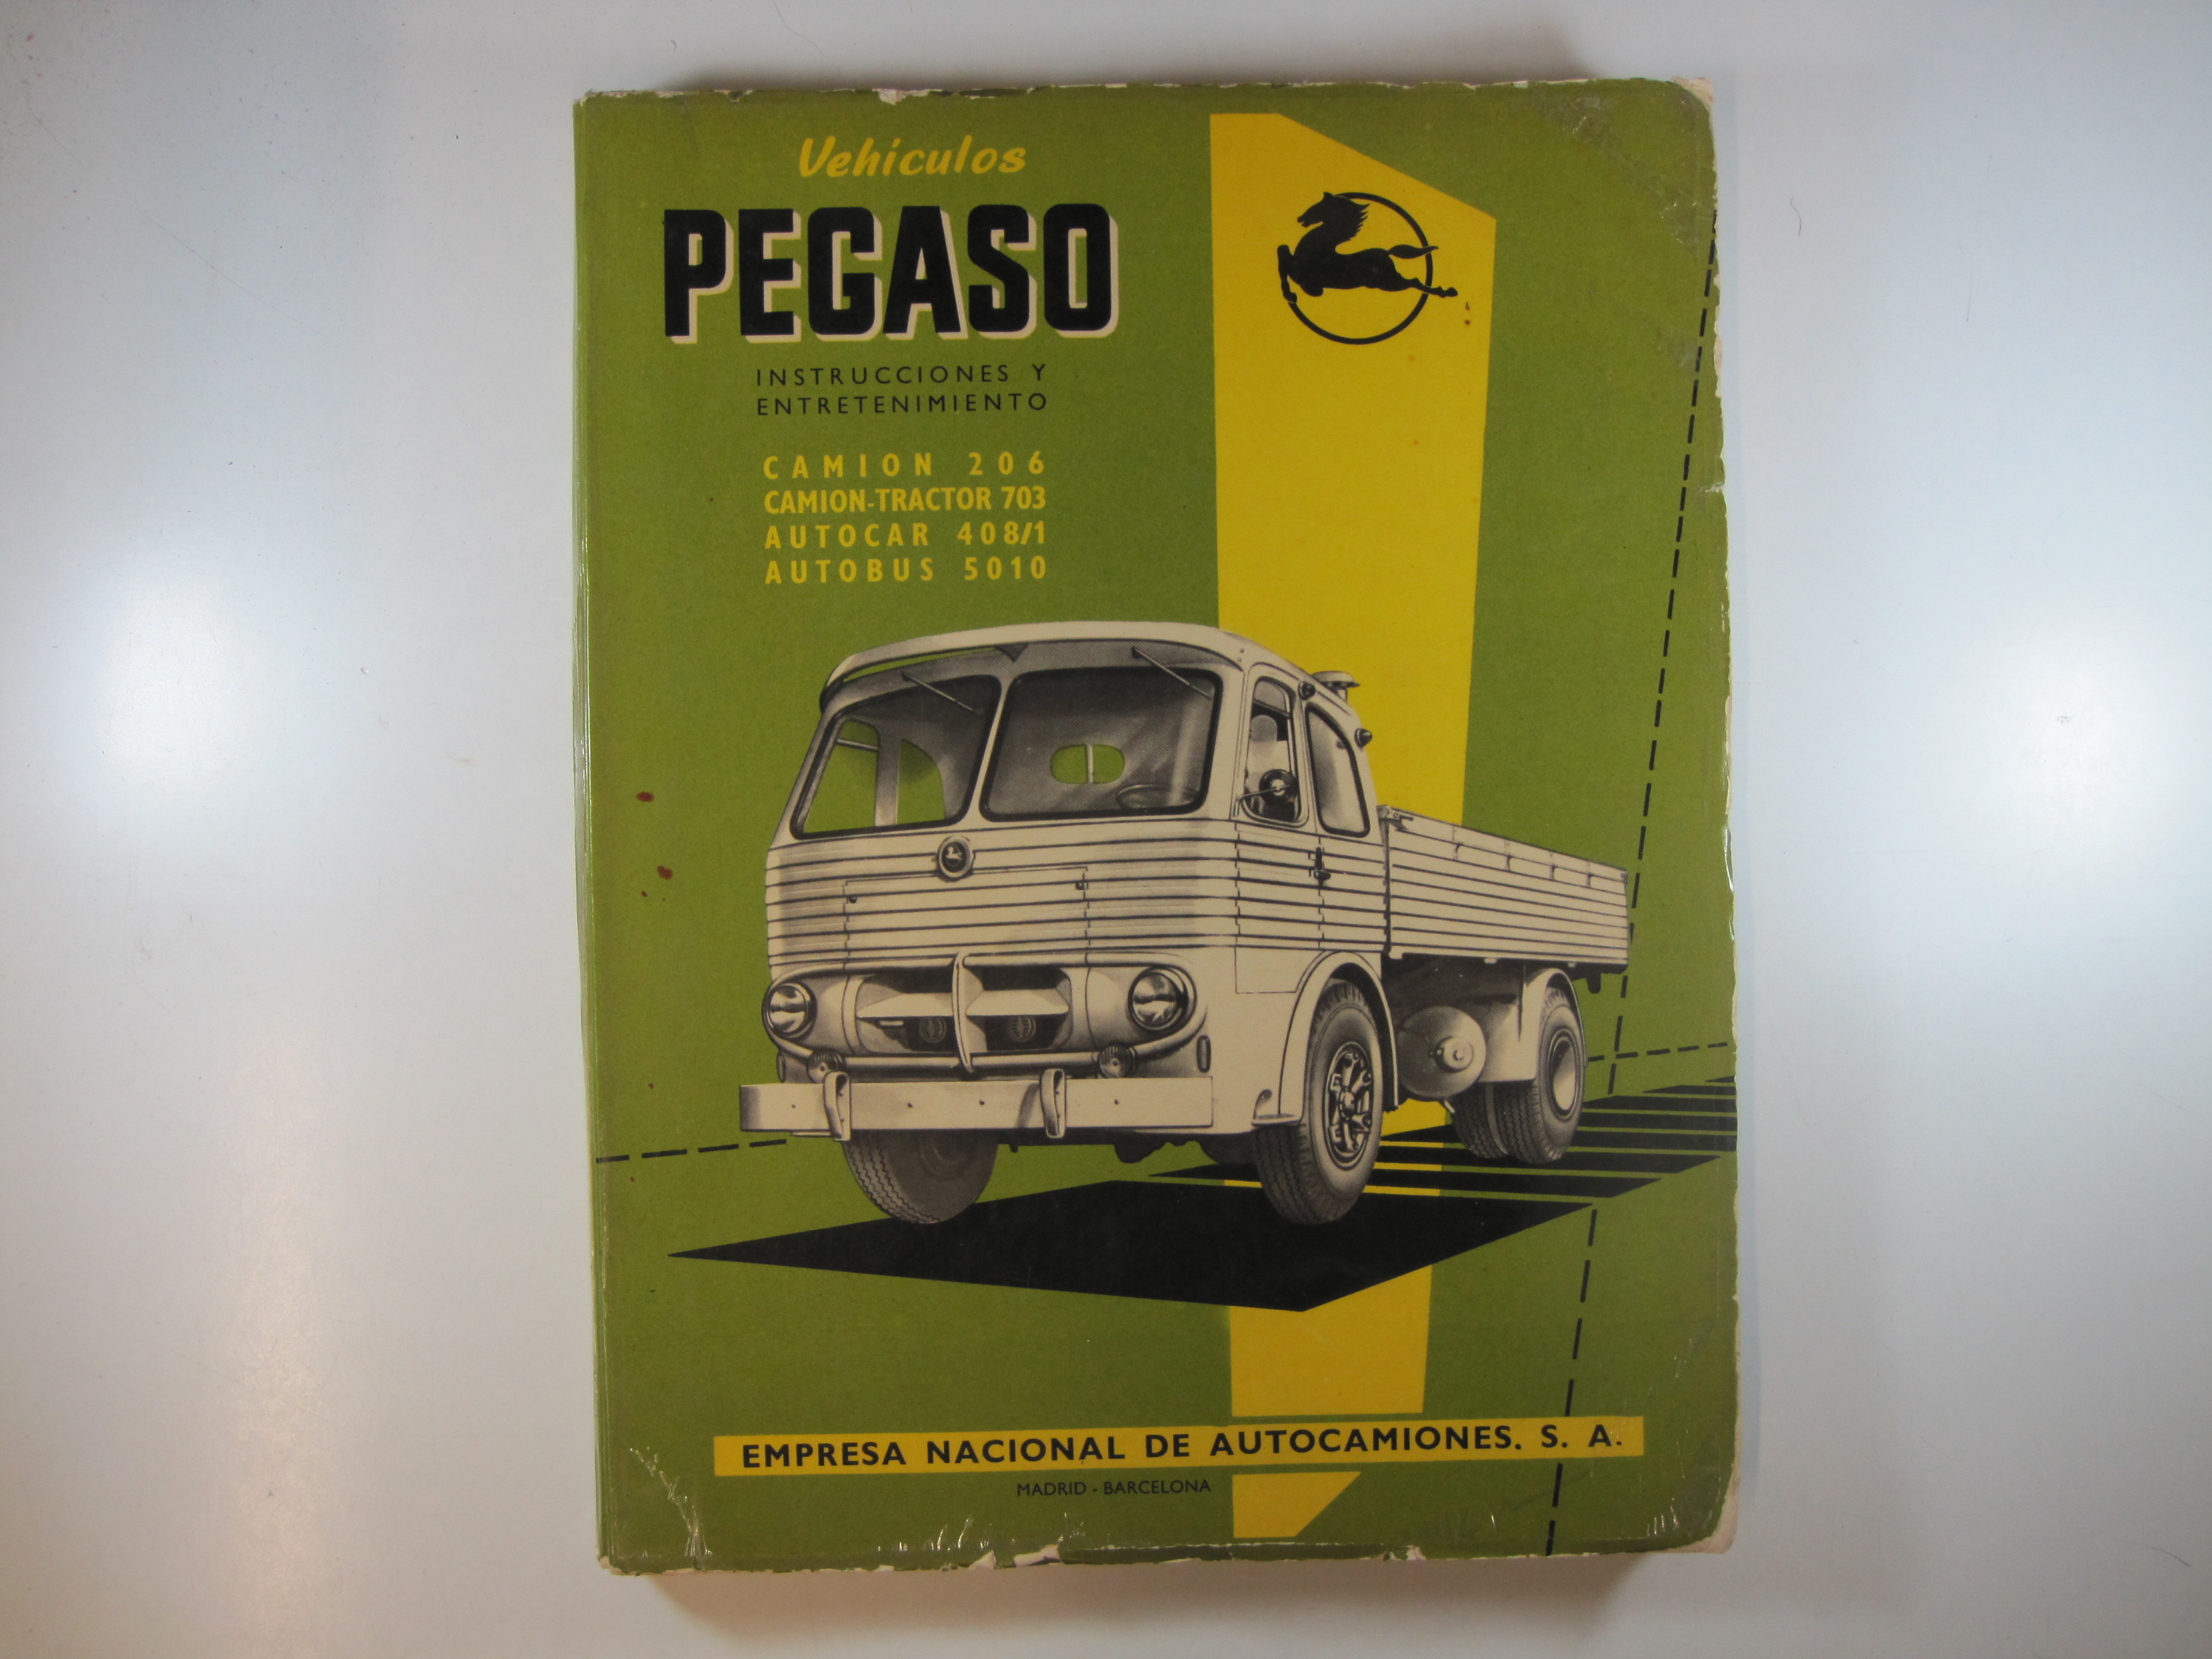 Vehiculos
PEGASO
INSTRUCCIONES Y
ENTRETENIMIENTO
CAMION 206
CAMION-TRACTOR 703
AUTOCAR 408/1
AUTOBUS 5010
EMPRESA NACIONAL DE AUTOCAMIONES. S. A.
MADRID - BARCELONA